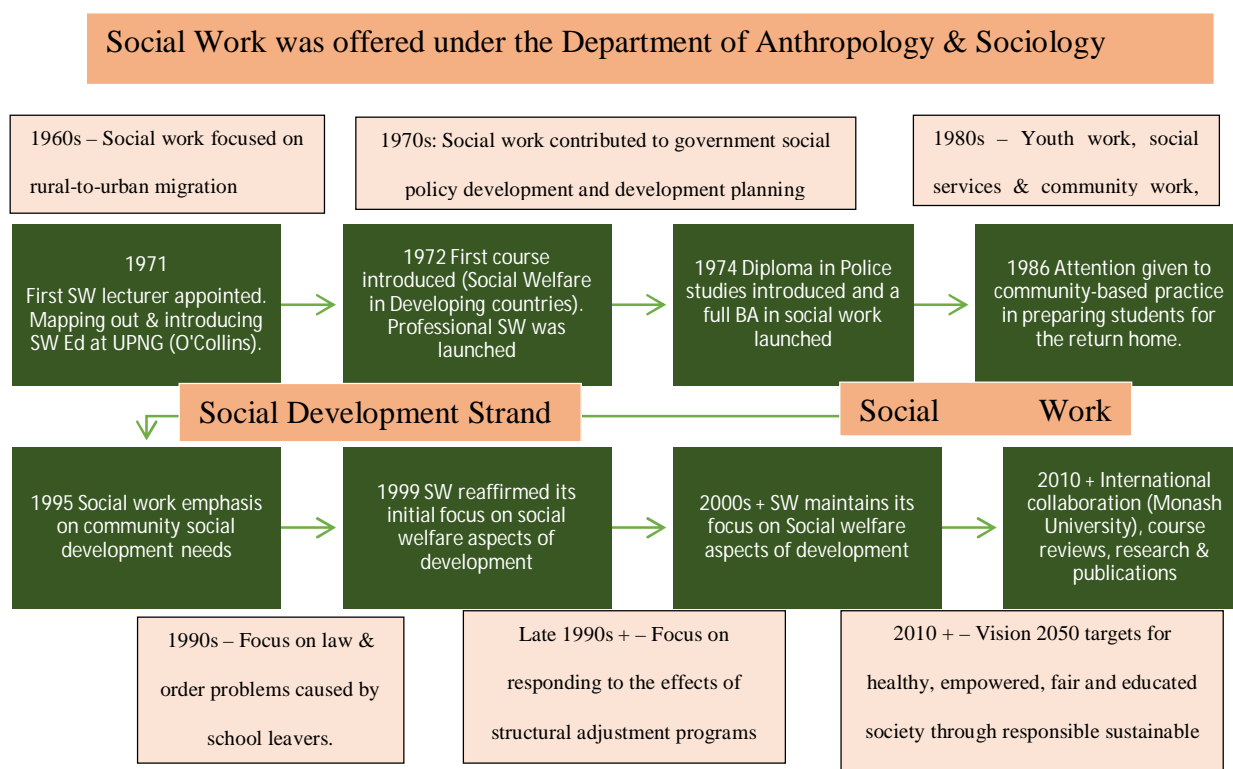 Social Work was offered under the Department of Anthropology & Sociology
1960s – Social work focused on
rural-to-urban migration
1970s: Social work contributed to government social
policy development and development planning
1980s – Youth work, social
services & community work,
1971
First SW lecturer appointed.
Mapping out & introducing
SW Ed at UPNG (O'Collins).
1972 First course
introduced (Social Welfare
in Developing countries).
Professional SW was
launched
1974 Diploma in Police
studies introduced and a
full BA in social work
launched
1986 Attention given to
community-based practice
in preparing students for
the return home.
Social Development Strand
Social Work
1995 Social work emphasis
on community social
development needs
1999 SW reaffirmed its
initial focus on social
welfare aspects of
development
2000s + SW maintains its
focus on Social welfare
aspects of development
2010 + International
collaboration (Monash
University), course
reviews, research &
publications
1990s – Focus on law &
order problems caused by
school leavers.
Late 1990s + – Focus on
responding to the effects of
structural adjustment programs
2010 + – Vision 2050 targets for
healthy, empowered, fair and educated
society through responsible sustainable